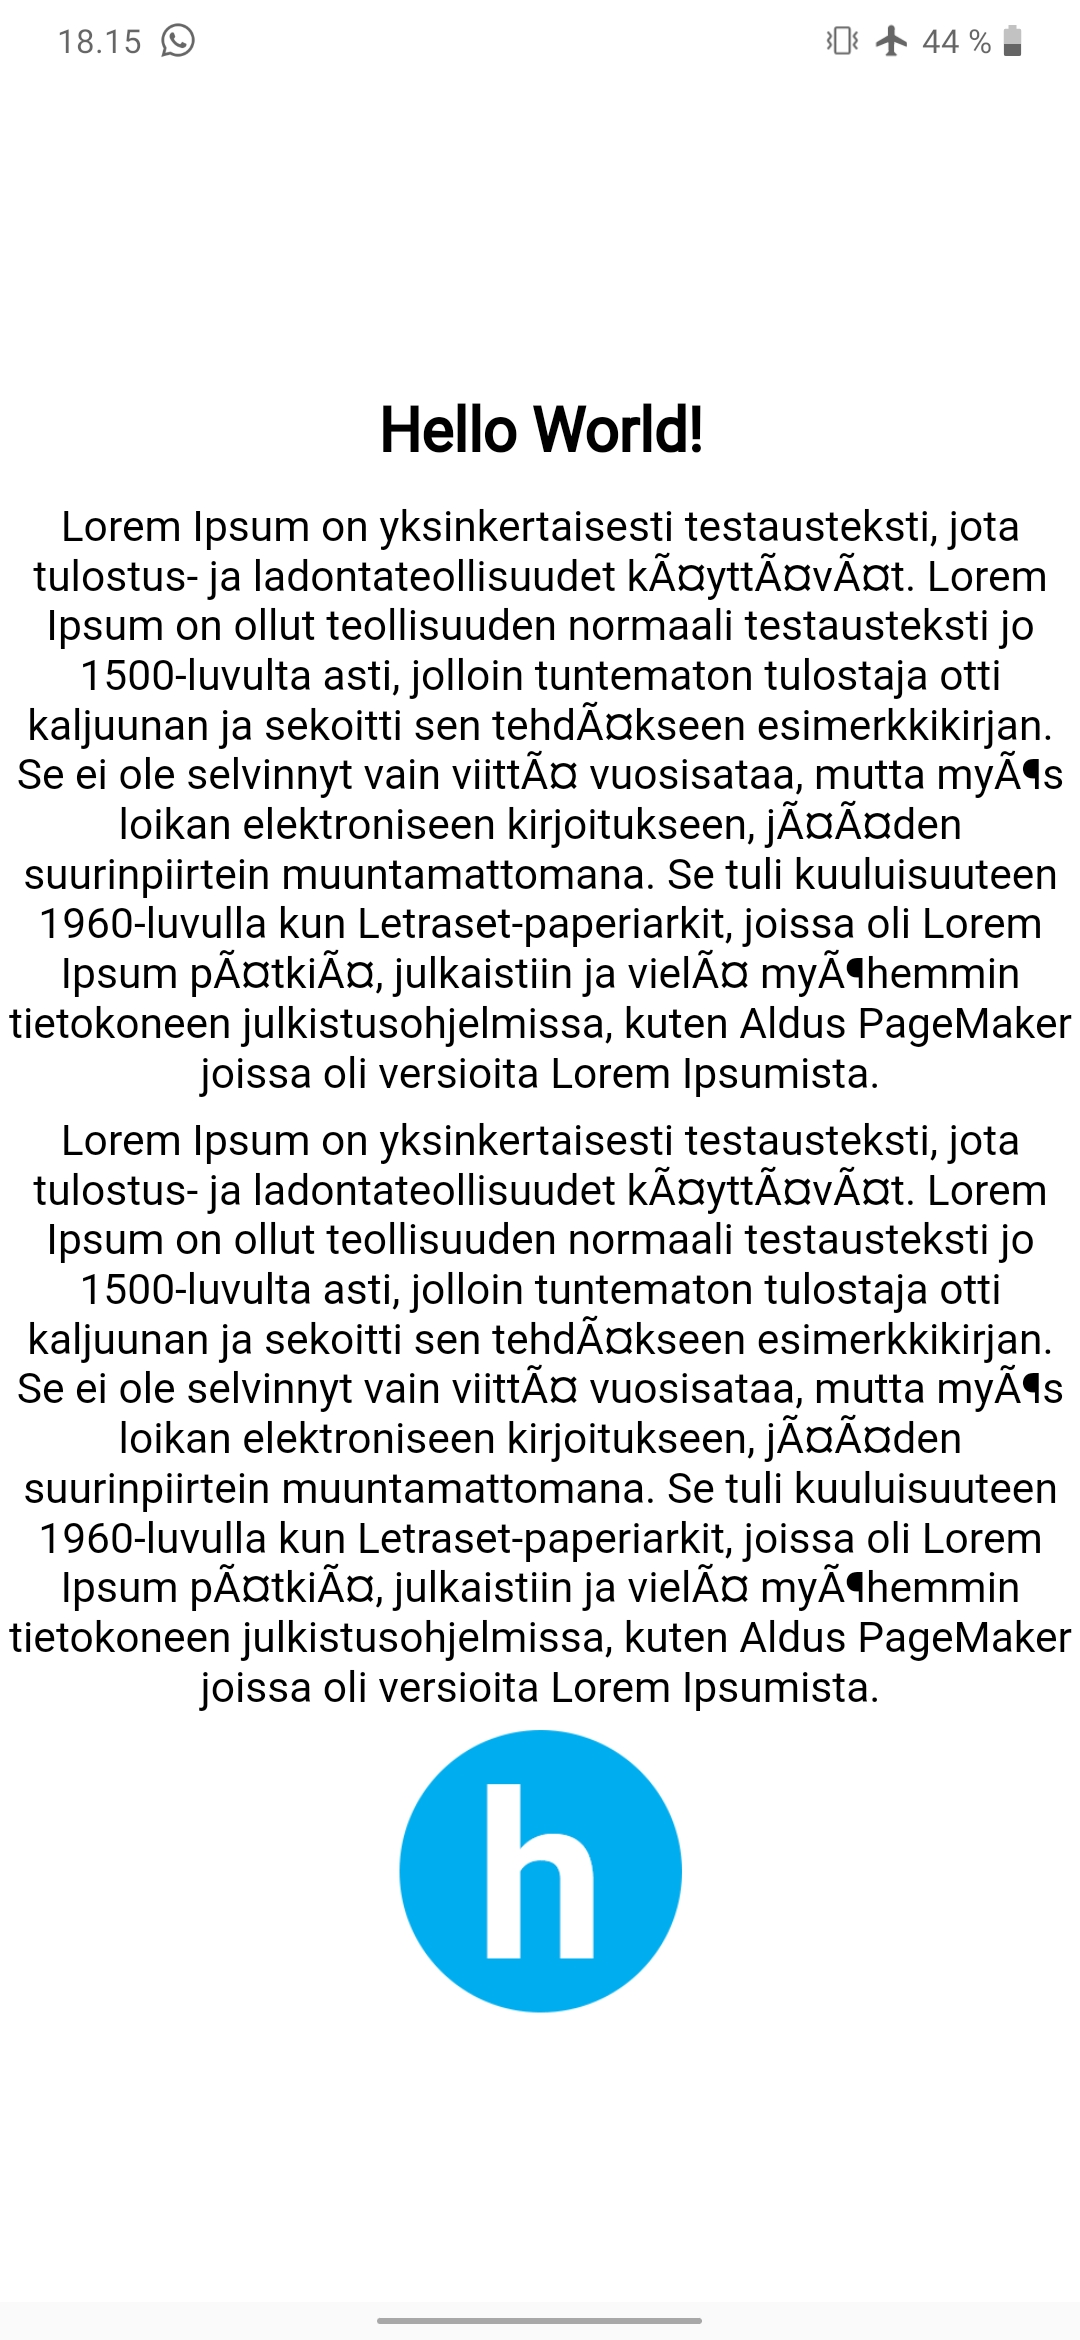 18.15
44 %
Hello World!
Lorem Ipsum on yksinkertaisesti testausteksti, jota
tulostus- ja ladontateollisuudet kÃ¤yttÃ¤vÃ¤t. Lorem
Ipsum on ollut teollisuuden normaali testausteksti jo
1500-luvulta asti, jolloin tuntematon tulostaja otti
kaljuunan ja sekoitti sen tehdÃ¤kseen esimerkkikirjan.
Se ei ole selvinnyt vain viittÃ¤ vuosisataa, mutta myÃ¶s
loikan elektroniseen kirjoitukseen, jÃ¤Ã¤den
suurinpiirtein muuntamattomana. Se tuli kuuluisuuteen
1960-luvulla kun Letraset-paperiarkit, joissa oli Lorem
Ipsum pÃ¤tkiÃ¤, julkaistiin ja vielÃ¤ myÃ¶hemmin
tietokoneen julkistusohjelmissa, kuten Aldus PageMaker
joissa oli versioita Lorem Ipsumista.
Lorem Ipsum on yksinkertaisesti testausteksti, jota
tulostus- ja ladontateollisuudet kÃ¤yttÃ¤vÃ¤t. Lorem
Ipsum on ollut teollisuuden normaali testausteksti jo
1500-luvulta asti, jolloin tuntematon tulostaja otti
kaljuunan ja sekoitti sen tehdÃ¤kseen esimerkkikirjan.
Se ei ole selvinnyt vain viittÃ¤ vuosisataa, mutta myÃ¶s
loikan elektroniseen kirjoitukseen, jÃ¤Ã¤den
suurinpiirtein muuntamattomana. Se tuli kuuluisuuteen
1960-luvulla kun Letraset-paperiarkit, joissa oli Lorem
Ipsum pÃ¤tkiÃ¤, julkaistiin ja vielÃ¤ myÃ¶hemmin
tietokoneen julkistusohjelmissa, kuten Aldus PageMaker
joissa oli versioita Lorem Ipsumista.
h